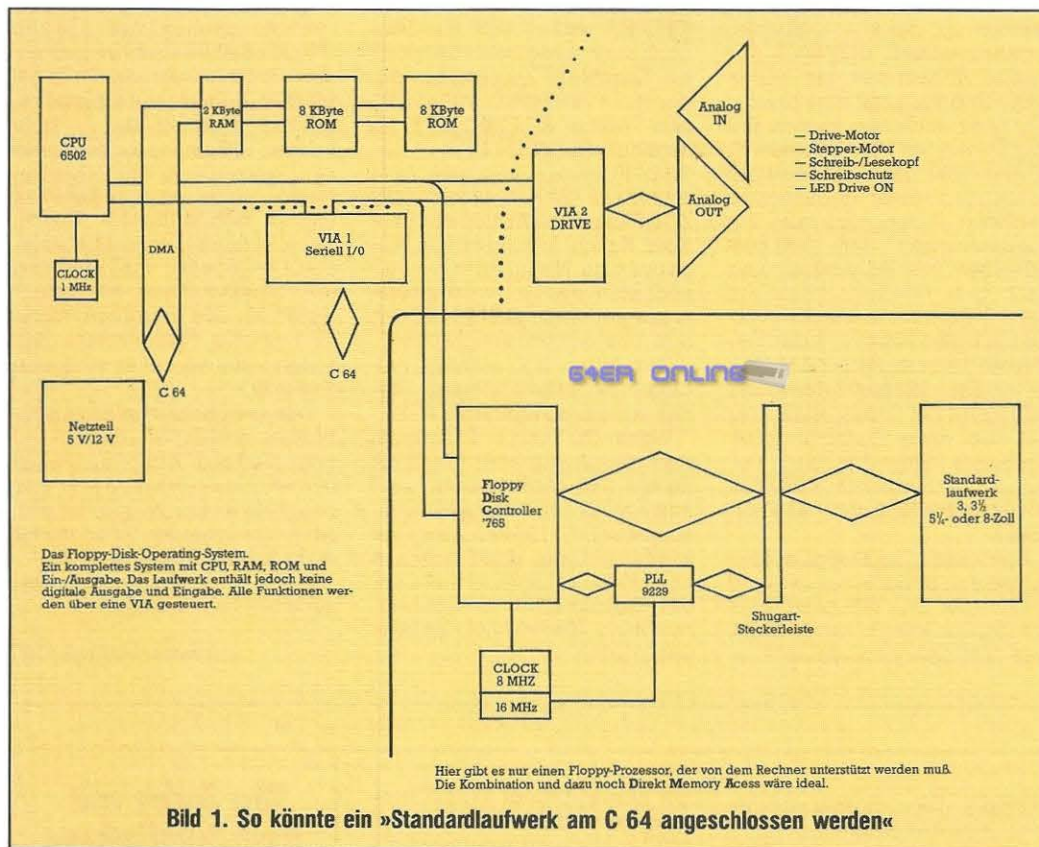 CPU
6502
2 KByte
RAM
8 KByte
ROM
8 KByte
ROM
Analog
IN
— Drive-Motor
— Stepper-Motor
— Schreib-/Lesekopf
— Schreibschutz
— LED Drive ON
Analog
OUT
VIA 2
DRIVE
DMA
VIA 1
Seriell I/0
CLOCK
1 MHz
C 64
C 64
64ER ONLINE
Netzteil
5 V/12 V
Floppy
Disk
Controller
'765
Standard-
laufwerk
3, 3½
5¼- oder 8-Zoll
Das Floppy-Disk-Operating-System.
Ein komplettes System mit CPU, RAM, ROM und
Ein-/Ausgabe. Das Laufwerk enthält jedoch keine
digitale Ausgabe und Eingabe. Alle Funktionen wer-
den über eine VIA gesteuert.
PLL
9229
Shugart-
Steckerleiste
CLOCK
8 MHZ
16 MHz
Hier gibt es nur einen Floppy-Prozessor, der von dem Rechner unterstützt werden muß.
Die Kombination und dazu noch Direkt Memory Acess wäre ideal.
Bild 1. So könnte ein »Standardlaufwerk am C 64 angeschlossen werden«